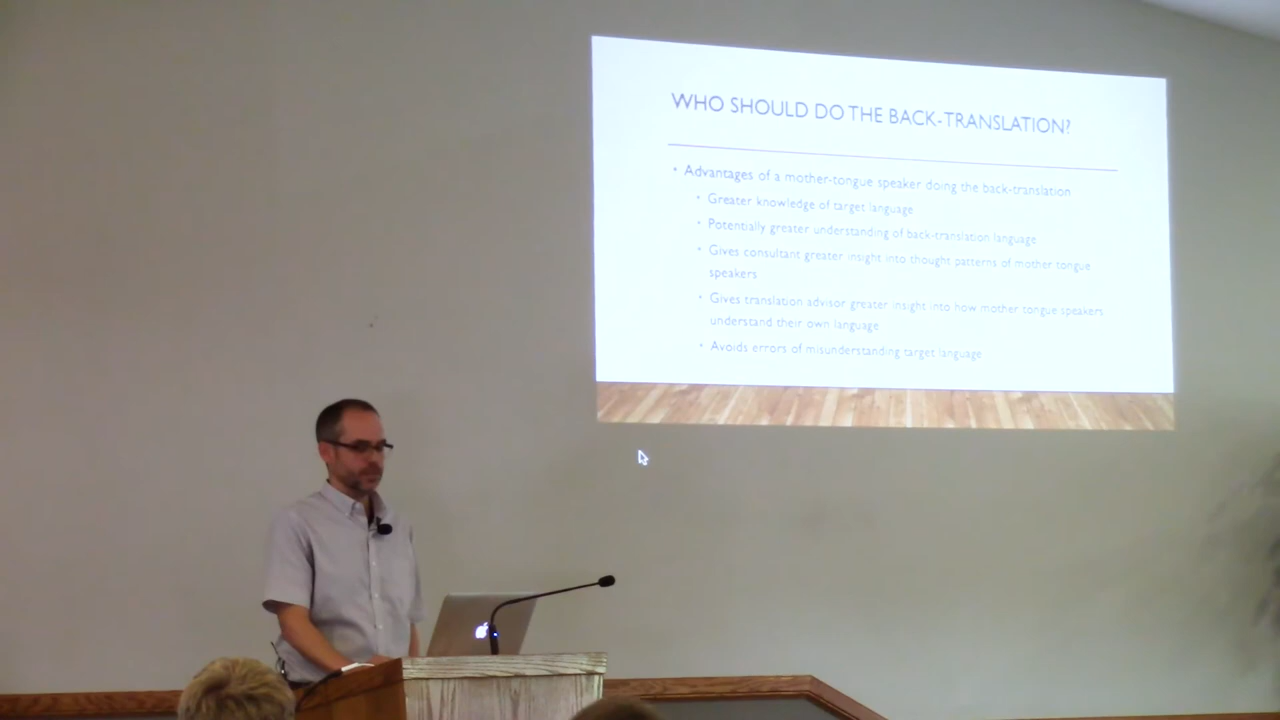 WHO SHOULD DO THE BACK-TRANSLATION?
• Advantages of a mother-tongue speaker doing the back-translation
• Greater knowledge of target language
• Potentially greater understanding of back-translation language
• Gives consultant greater insight into thought patterns of mother tongue
speakers
• Gives translation advisor greater insight into how mother tongue speakers
understand their own language
• Avoids errors of misunderstanding target language